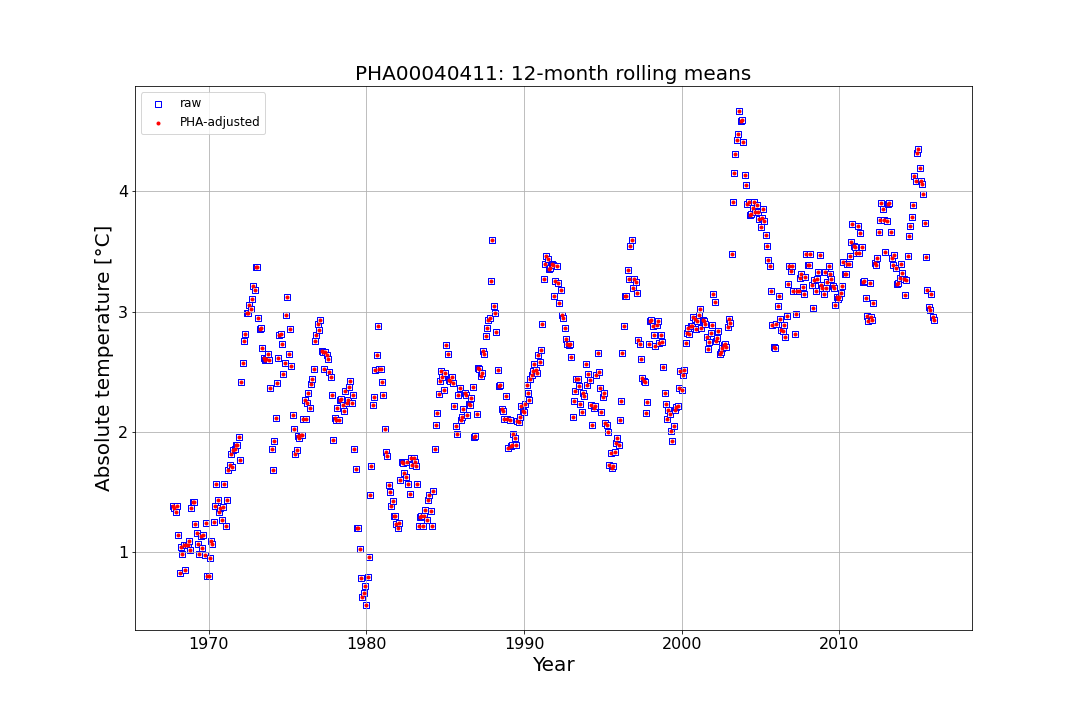 PHA00040411: 12-month rolling means
raw
PHA-adjusted
Absolute temperature [°C]
4
3
2
1
1970
1980
1990
2000
2010
Year